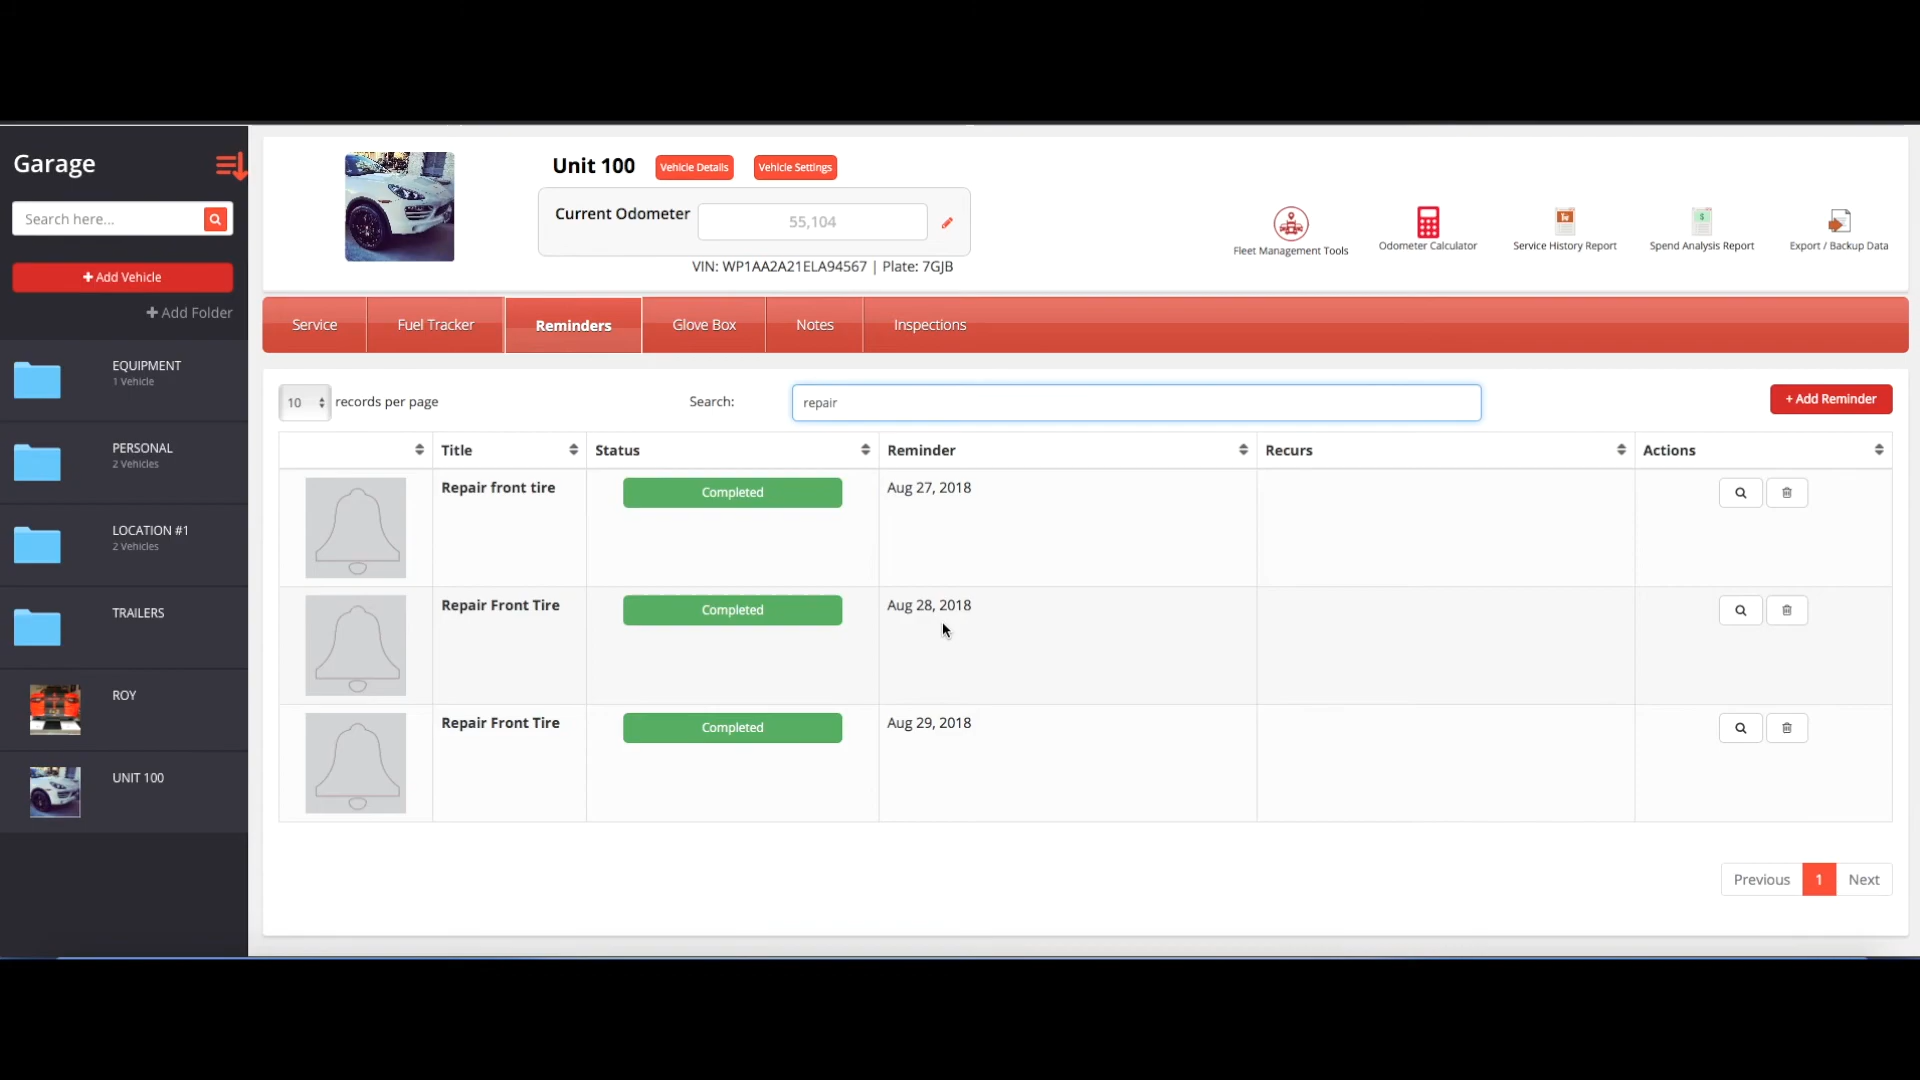 Garage
Search here...
+ Add Vehicle
+ Add Folder
EQUIPMENT
1 Vehicle
PERSONAL
2 Vehicles
LOCATION #1
2 Vehicles
TRAILERS
ROY
UNIT 100
Unit 100 Vehicle Details Vehicle Settings
Current Odometer 55,104
VIN: WP1AA2A21ELA94567 | Plate: 7GJB
Fleet Management Tools Odometer Calculator Service History Report Spend Analysis Report Export / Backup Data
Service Fuel Tracker Reminders Glove Box Notes Inspections
10 records per page Search: repair + Add Reminder
Title Status Reminder Recurs Actions
Repair front tire Completed Aug 27, 2018
Repair Front Tire Completed Aug 28, 2018
Repair Front Tire Completed Aug 29, 2018
Previous 1 Next